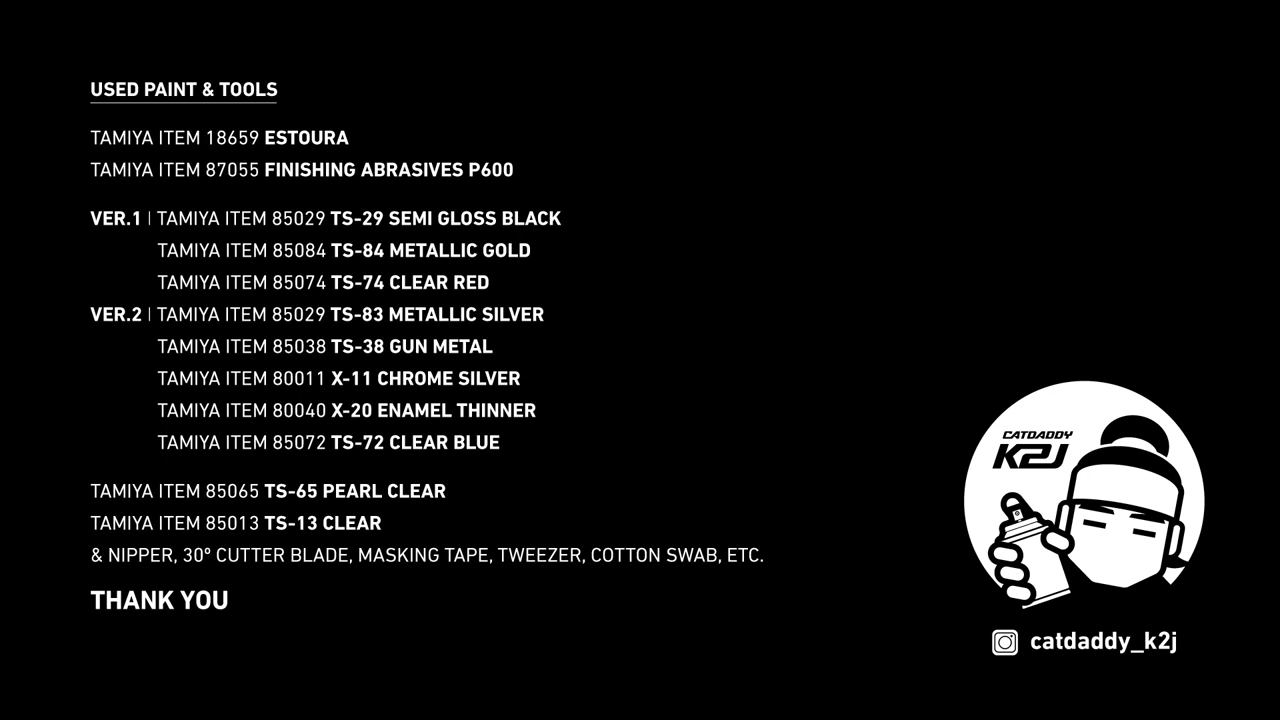 USED PAINT & TOOLS
TAMIYA ITEM 18659 ESTOURA
TAMIYA ITEM 87055 FINISHING ABRASIVES P600
VER.1 | TAMIYA ITEM 85029 TS-29 SEMI GLOSS BLACK
TAMIYA ITEM 85084 TS-84 METALLIC GOLD
TAMIYA ITEM 85074 TS-74 CLEAR RED
VER.2 | TAMIYA ITEM 85029 TS-83 METALLIC SILVER
TAMIYA ITEM 85038 TS-38 GUN METAL
TAMIYA ITEM 80011 X-11 CHROME SILVER
TAMIYA ITEM 80040 X-20 ENAMEL THINNER
TAMIYA ITEM 85072 TS-72 CLEAR BLUE
TAMIYA ITEM 85065 TS-65 PEARL CLEAR
TAMIYA ITEM 85013 TS-13 CLEAR
& NIPPER, 30º CUTTER BLADE, MASKING TAPE, TWEEZER, COTTON SWAB, ETC.
THANK YOU
CATDADDY
K2J
catdaddy_k2j